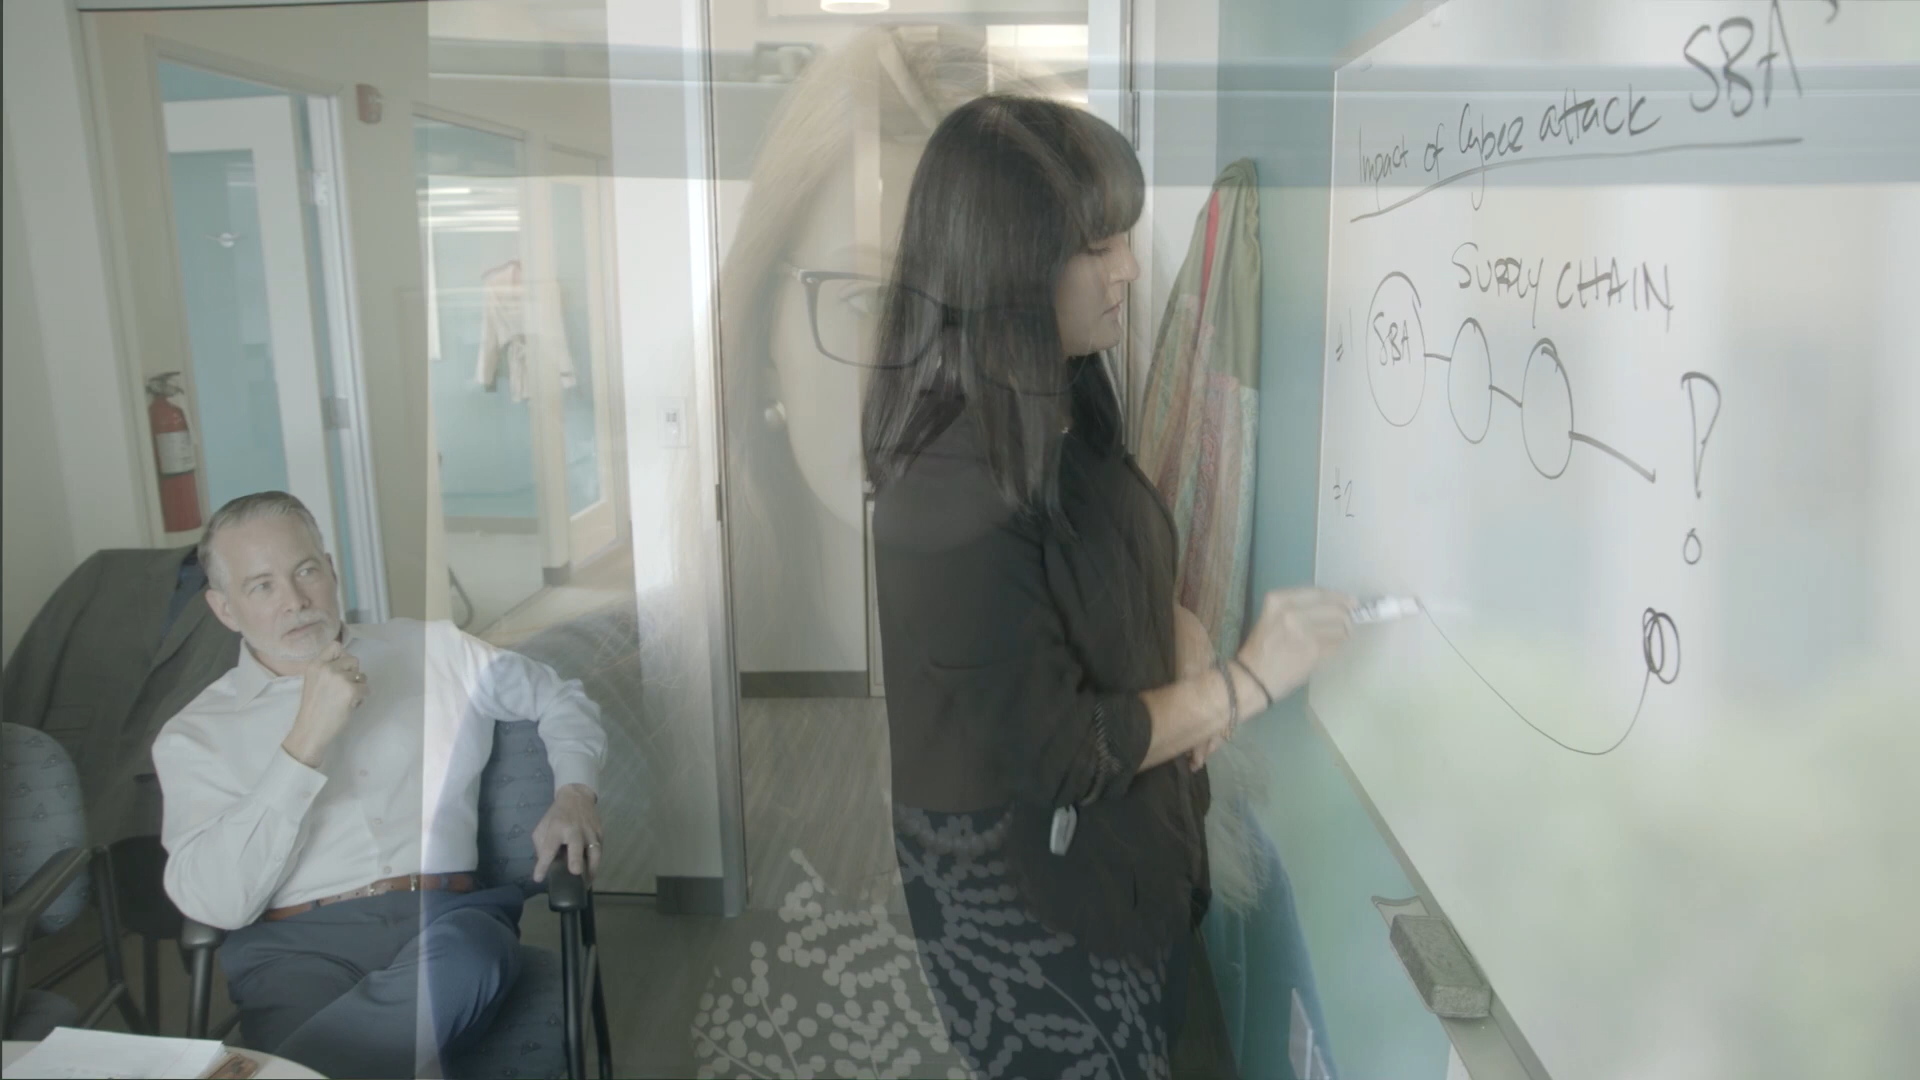 SBA
Impact of Cyber attack
SUPPLY CHAIN
#1
SBA
#2